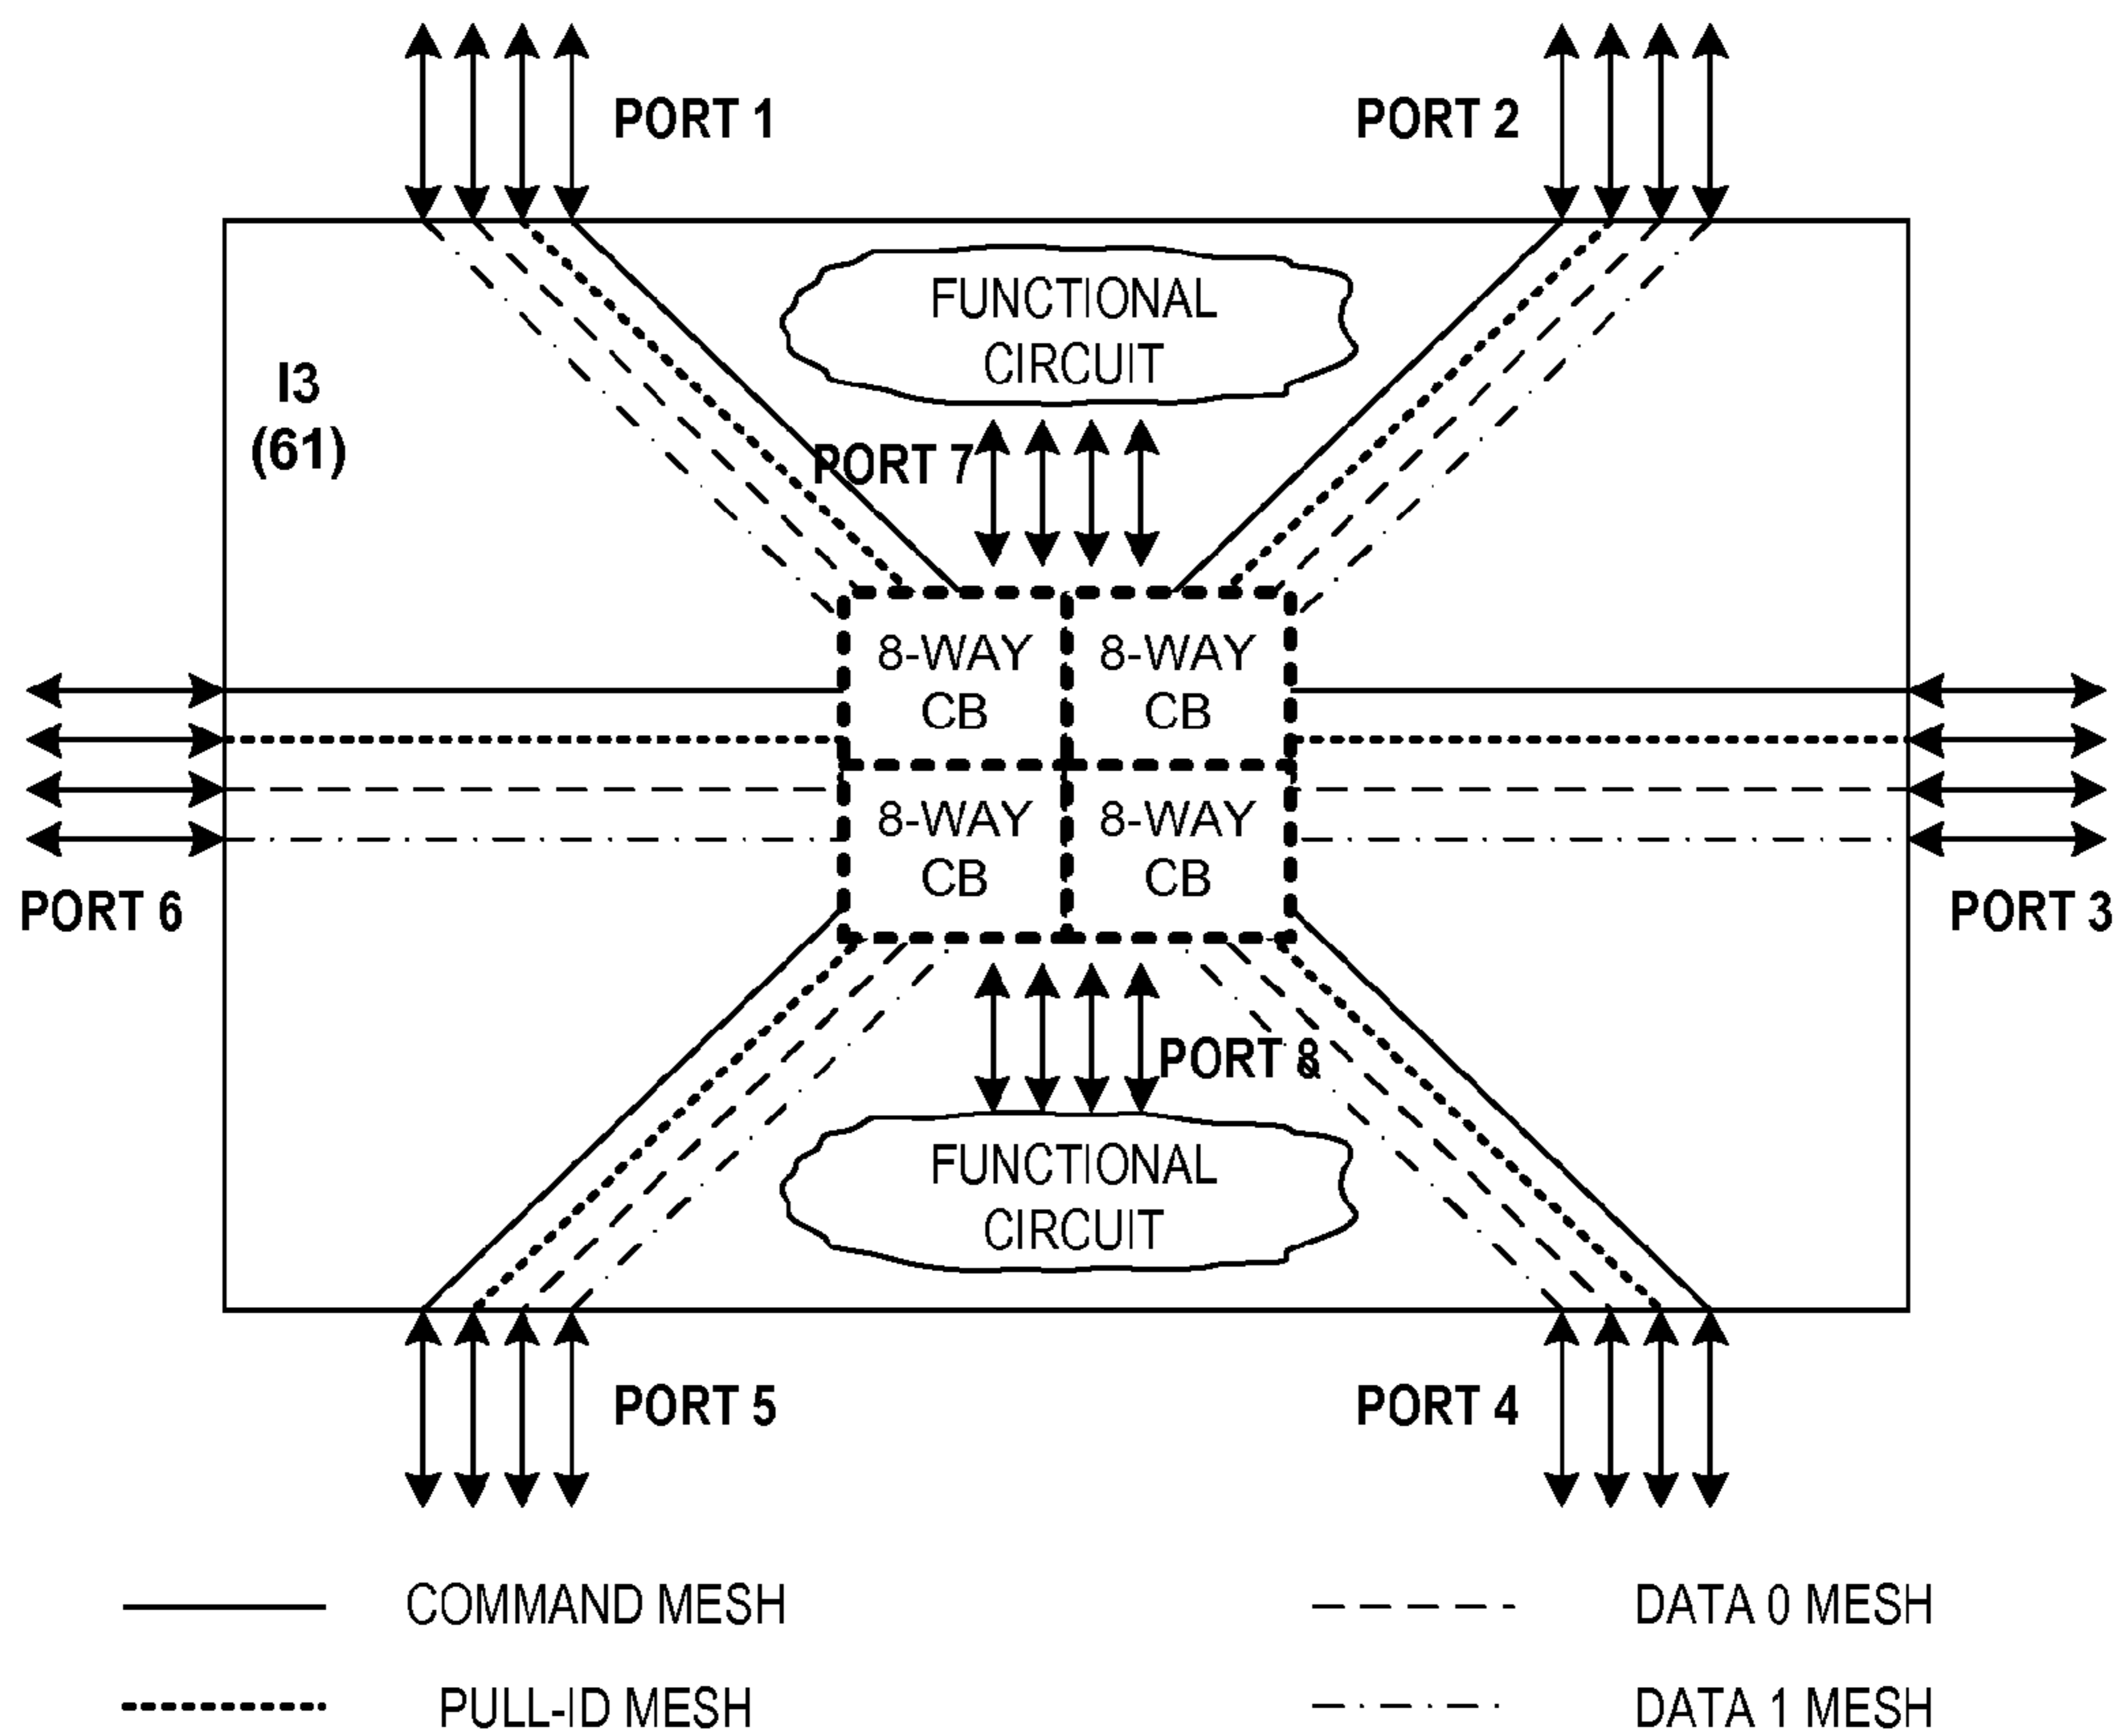 PORT 1
PORT 2
FUNCTIONAL
CIRCUIT
I3
(61)
PORT 7
8-WAY
CB
8-WAY
CB
8-WAY
CB
8-WAY
CB
PORT 6
PORT 3
PORT 8
FUNCTIONAL
CIRCUIT
PORT 5
PORT 4
COMMAND MESH
DATA 0 MESH
PULL-ID MESH
DATA 1 MESH